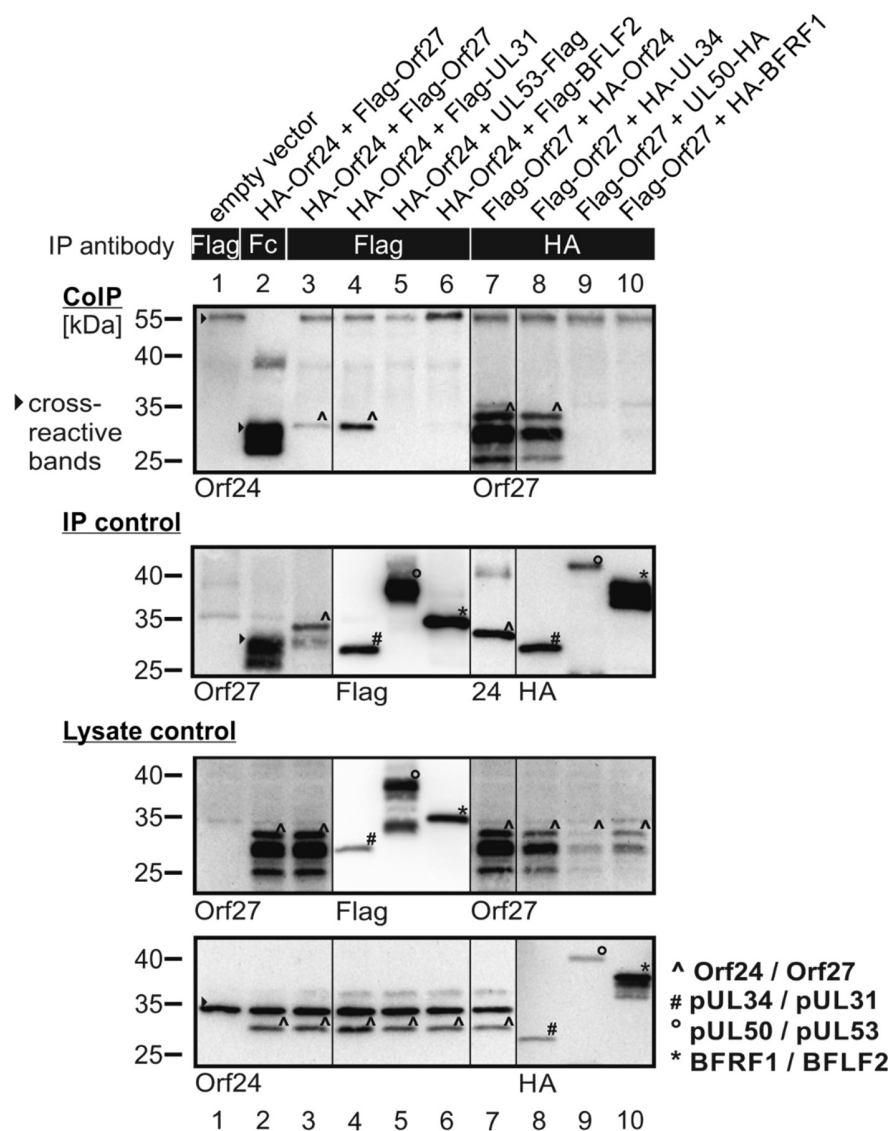 empty vector
HA-Orf24 + Flag-Orf27
HA-Orf24 + Flag-Orf27
HA-Orf24 + Flag-UL31
HA-Orf24 + UL53-Flag
HA-Orf24 + Flag-BFLF2
Flag-Orf27 + HA-Orf24
Flag-Orf27 + HA-UL34
Flag-Orf27 + UL50-HA
Flag-Orf27 + HA-BFRF1
IP antibody Flag Fc Flag HA
1 2 3 4 5 6 7 8 9 10
CoIP
[kDa] 55
40
35
cross-
reactive
bands
25
^ ^ ^ ^
Orf24 Orf27
IP control
40
35
25
^ # ° * ^ # ° *
Orf27 Flag 24 HA
Lysate control
40
35
25
^ ^ # ° * ^ ^ ^ ^
Orf27 Flag Orf27
40
35
25
^ ^ ^ ^ ^ ^ # ° *
Orf24 HA
^ Orf24 / Orf27
# pUL34 / pUL31
° pUL50 / pUL53
* BFRF1 / BFLF2
1 2 3 4 5 6 7 8 9 10